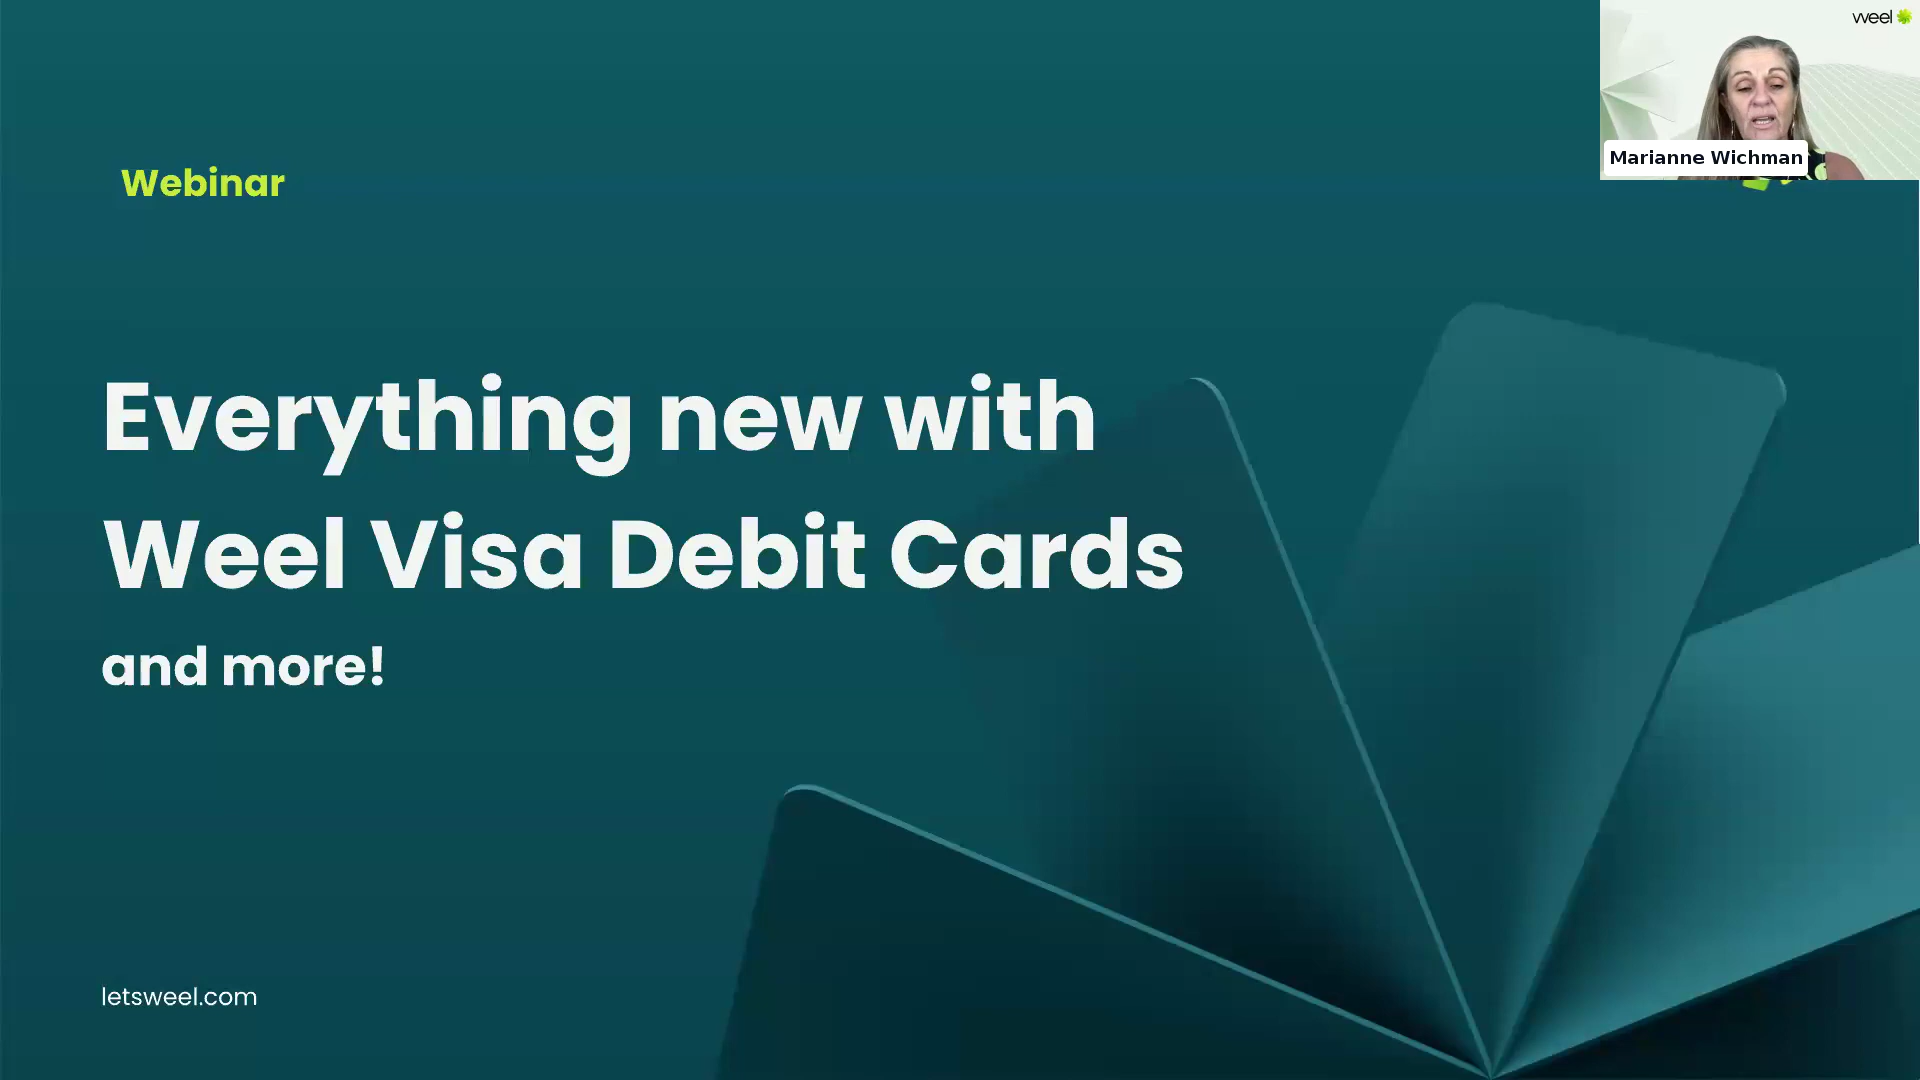 weel
Marianne Wichman
Webinar
Everything new with
Weel Visa Debit Cards
and more!
letsweel.com